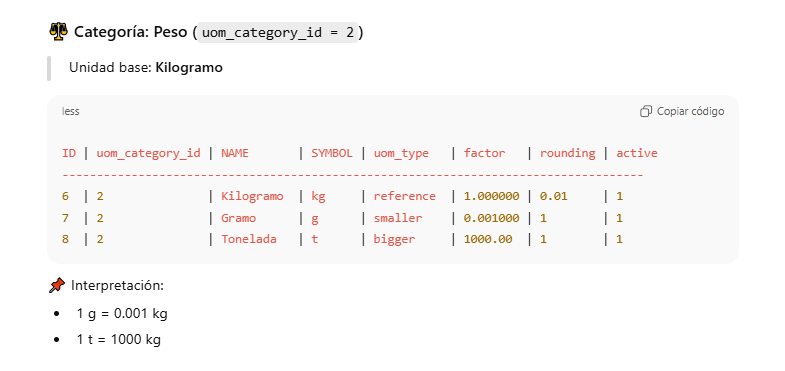 ⚖️ Categoría: Peso (uom_category_id = 2)
Unidad base: Kilogramo
less
Copiar código
ID | uom_category_id | NAME      | SYMBOL | uom_type  | factor   | rounding | active
-----------------------------------------------------------------------------
6  | 2               | Kilogramo | kg     | reference | 1.000000 | 0.01     | 1
7  | 2               | Gramo     | g      | smaller   | 0.001000 | 1        | 1
8  | 2               | Tonelada  | t      | bigger    | 1000.00  | 1        | 1
📌 Interpretación:
• 1 g = 0.001 kg
• 1 t = 1000 kg